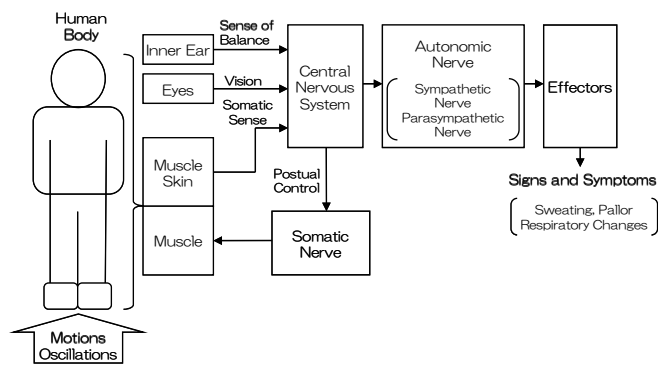 Human
Body
Inner Ear
Sense of
Balance
Eyes
Vision
Somatic
Sense
Muscle
Skin
Muscle
Central
Nervous
System
Postual
Control
Somatic
Nerve
Autonomic
Nerve
Sympathetic
Nerve
Parasympathetic
Nerve
Effectors
Signs and Symptoms
Sweating, Pallor
Respiratory Changes
Motions
Oscillations